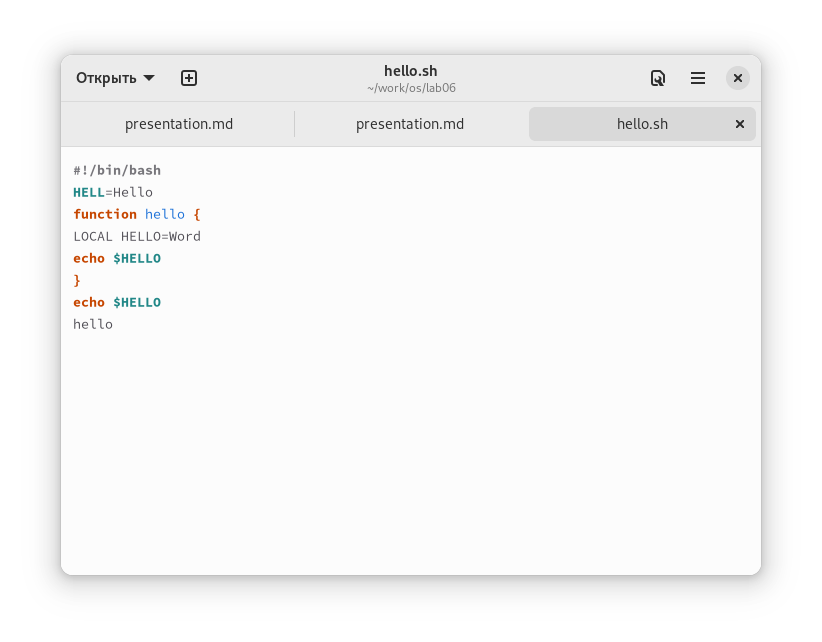 Открыть
hello.sh
~/work/os/lab06
presentation.md
presentation.md
hello.sh
#!/bin/bash
HELL=Hello
function hello {
LOCAL HELLO=Word
echo $HELLO
}
echo $HELLO
hello